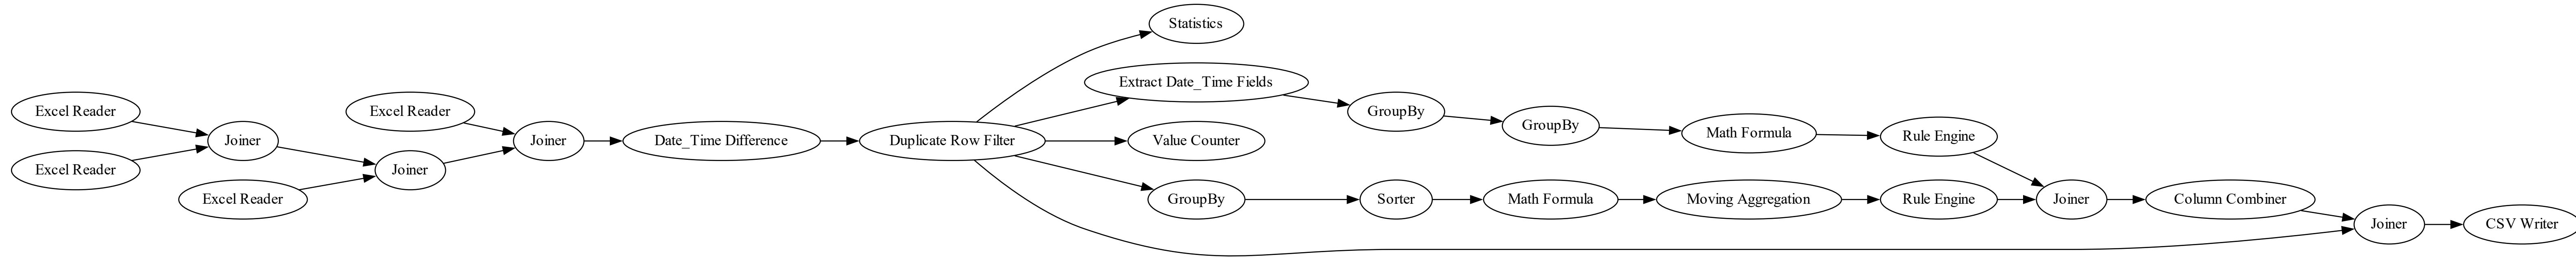 Statistics
Extract Date_Time Fields
Excel Reader
Excel Reader
GroupBy
GroupBy
Math Formula
Rule Engine
Joiner
Joiner
Date_Time Difference
Duplicate Row Filter
Value Counter
Excel Reader
Joiner
Excel Reader
GroupBy
Sorter
Math Formula
Moving Aggregation
Rule Engine
Joiner
Column Combiner
Joiner
CSV Writer